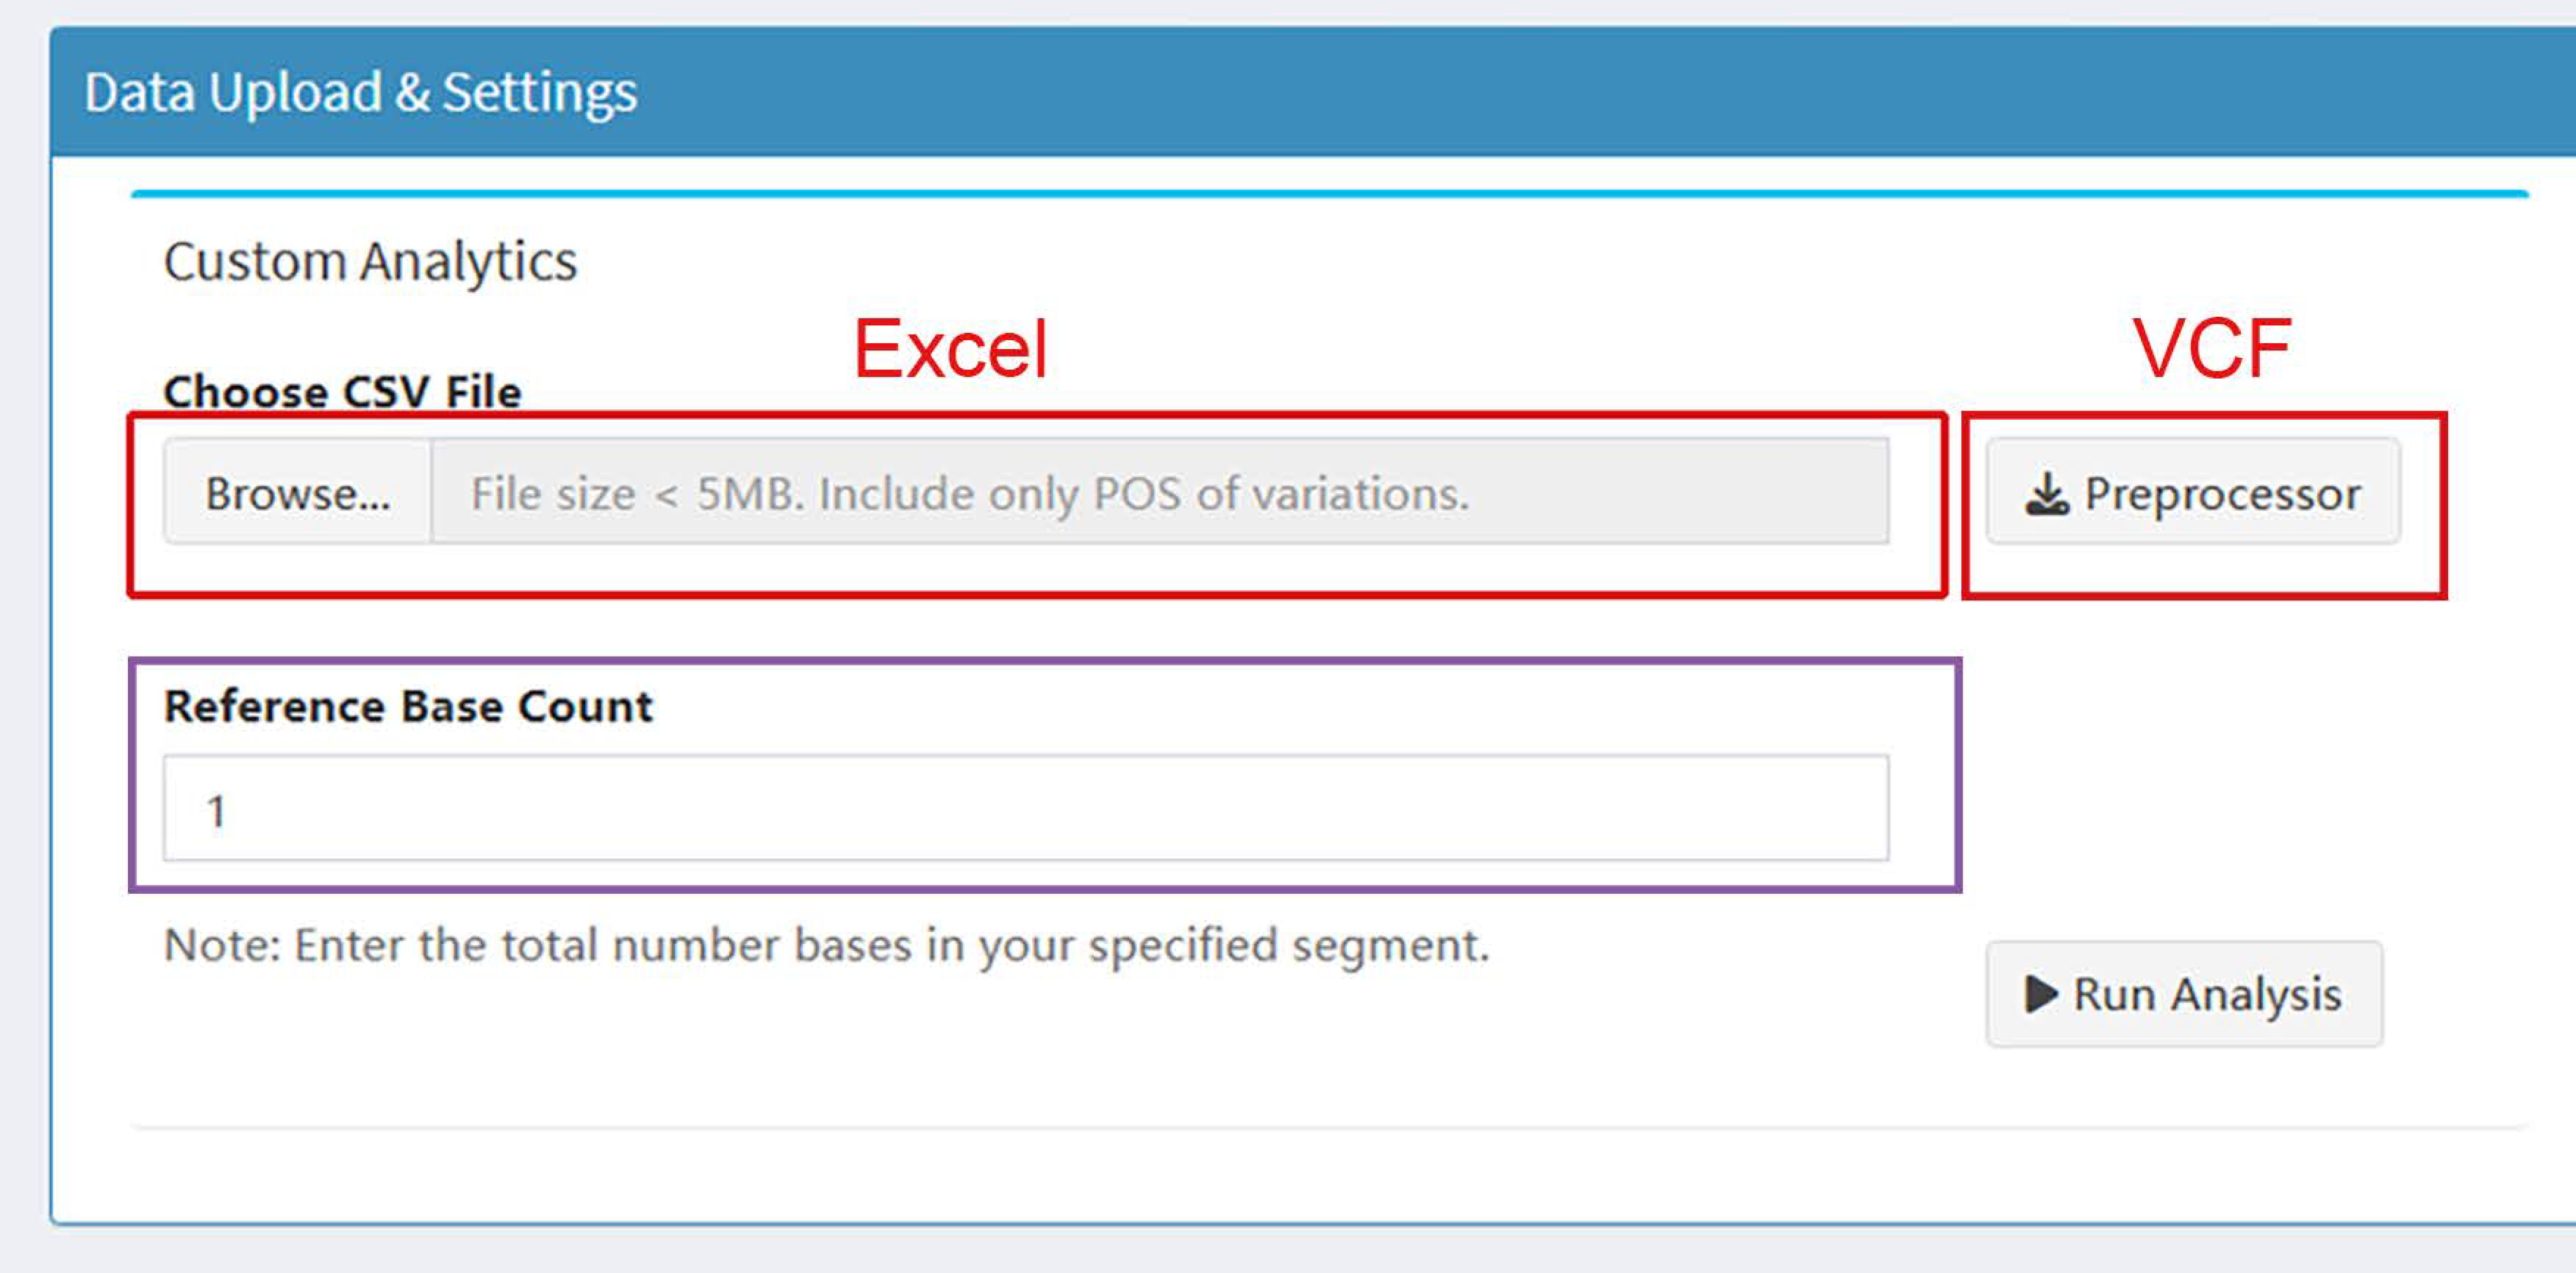 Data Upload & Settings
Custom Analytics
Excel
VCF
Choose CSV File
Browse...
File size < 5MB. Include only POS of variations.
Preprocessor
Reference Base Count
1
Note: Enter the total number bases in your specified segment.
Run Analysis